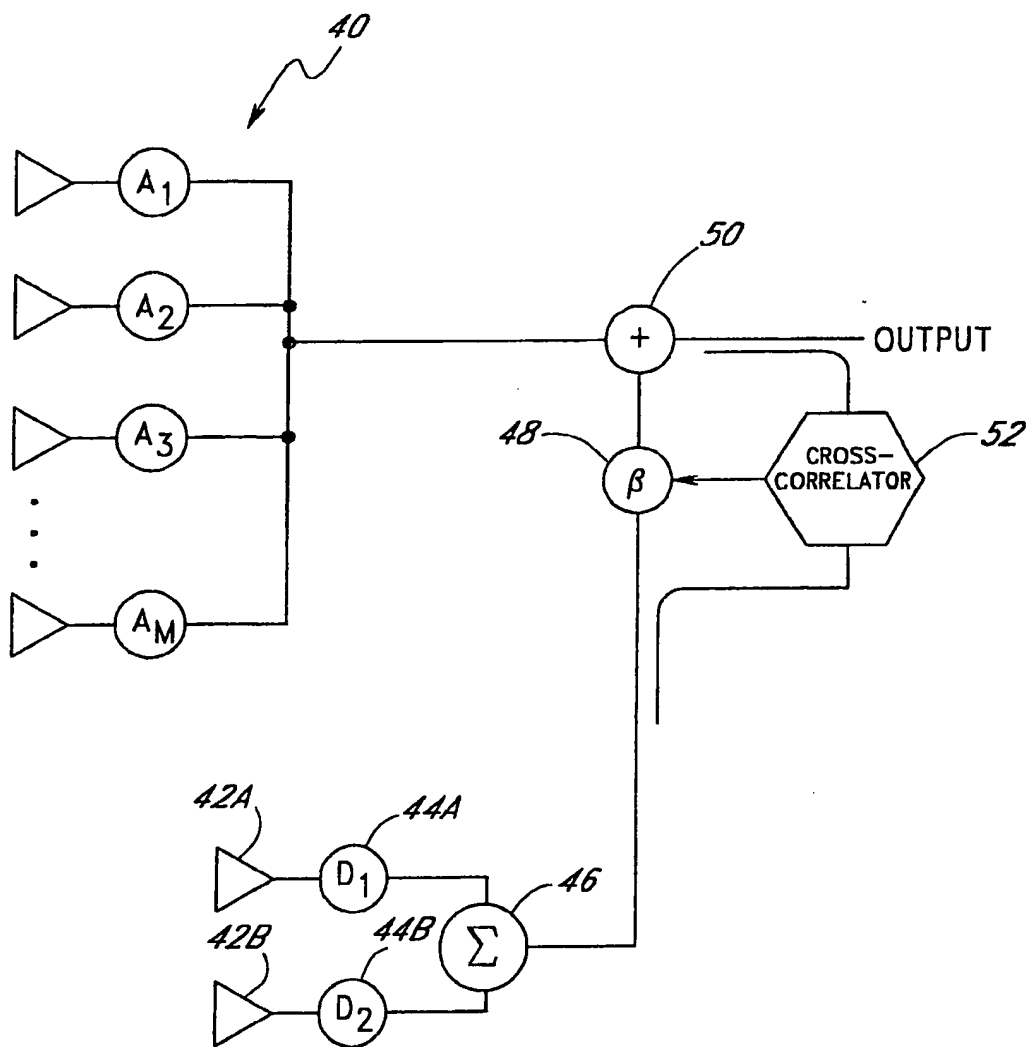 40
A1
A2
50
+
OUTPUT
A3
48
52
CROSS-
CORRELATOR
β
AM
42A
44A
D1
46
42B
44B
Σ
D2